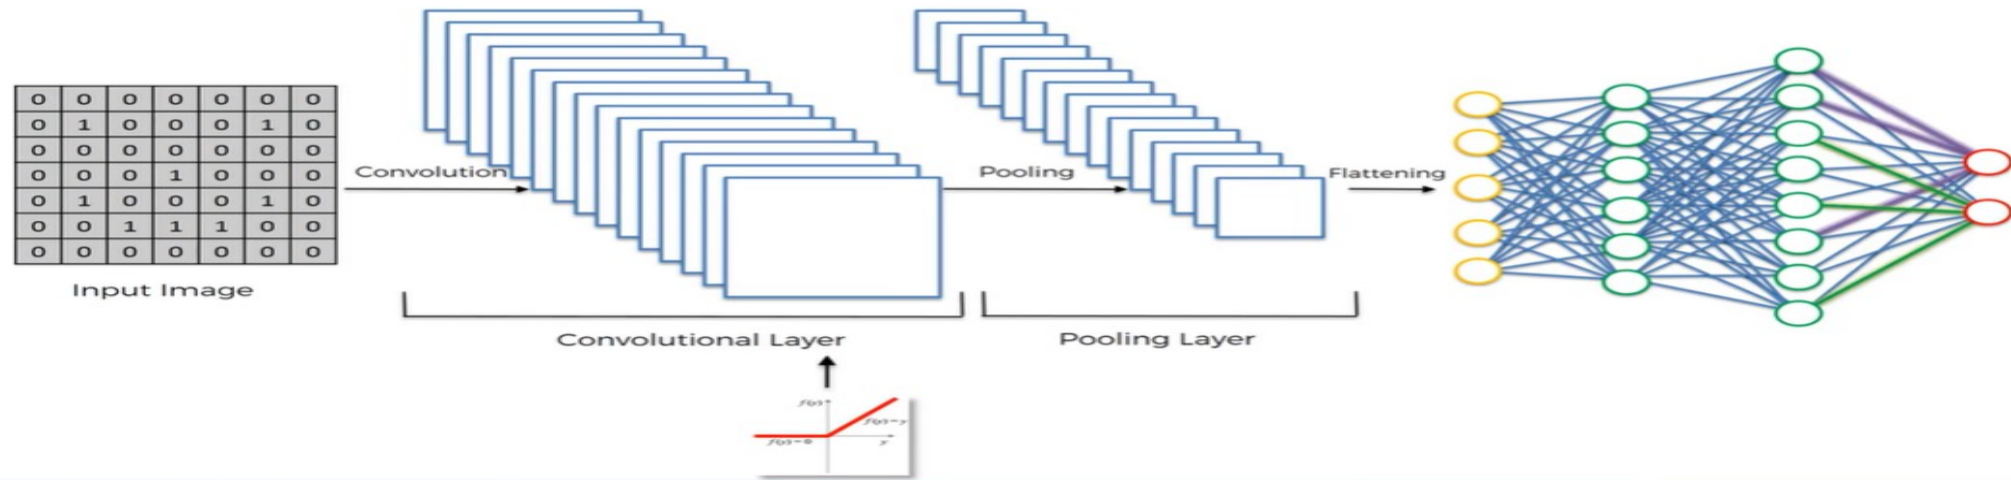 0 0 0 0 0 0 0
0 1 0 0 0 1 0
0 0 0 0 0 0 0
0 0 0 1 0 0 0
0 1 0 0 0 1 0
0 0 1 1 1 0 0
0 0 0 0 0 0 0
Input Image
Convolution
Convolutional Layer
Pooling
Pooling Layer
Flattening
f(y)
f(y)=y
f(y)=0
y